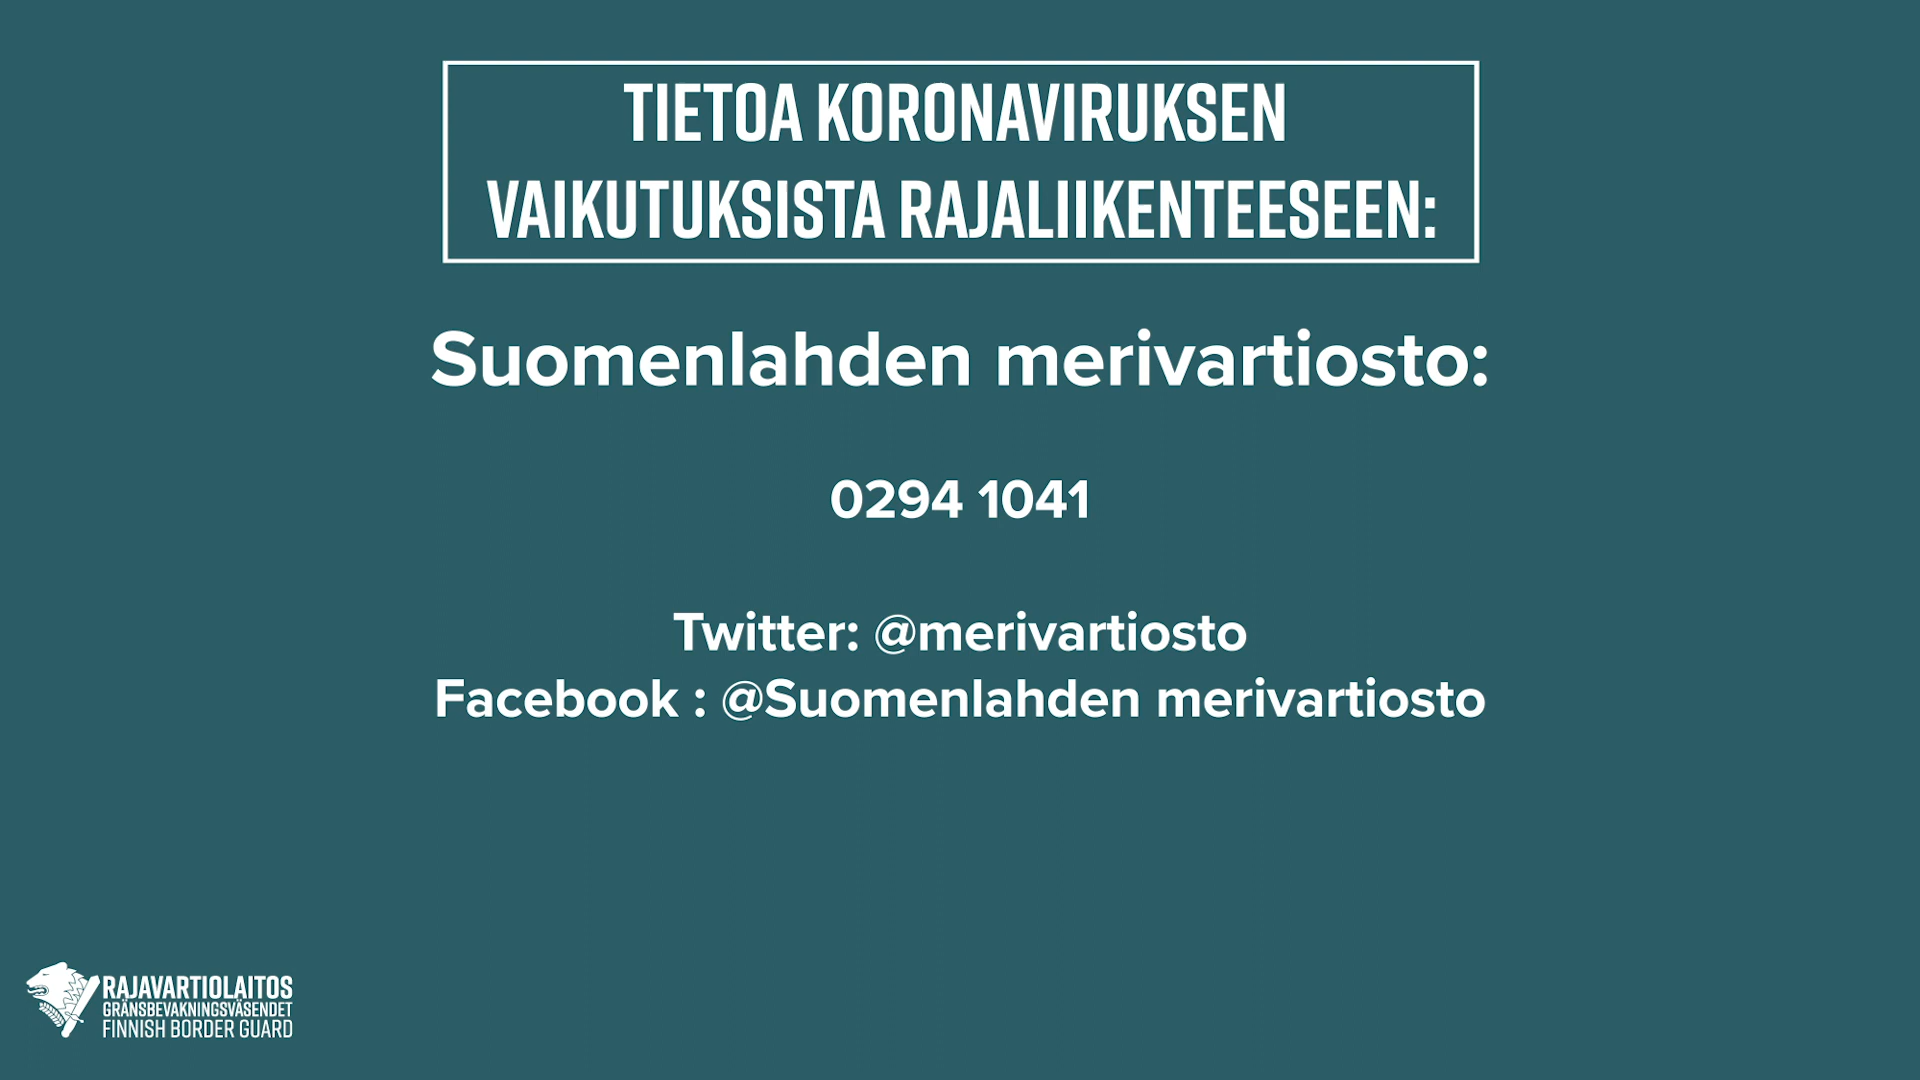 TIETOA KORONAVIRUKSEN
VAIKUTUKSISTA RAJALIIKENTEESEEN:
Suomenlahden merivartiosto:
0294 1041
Twitter: @merivartiosto
Facebook : @Suomenlahden merivartiosto
RAJAVARTIOLAITOS
GRÄNSBEVAKNINGSVÄSENDET
FINNISH BORDER GUARD